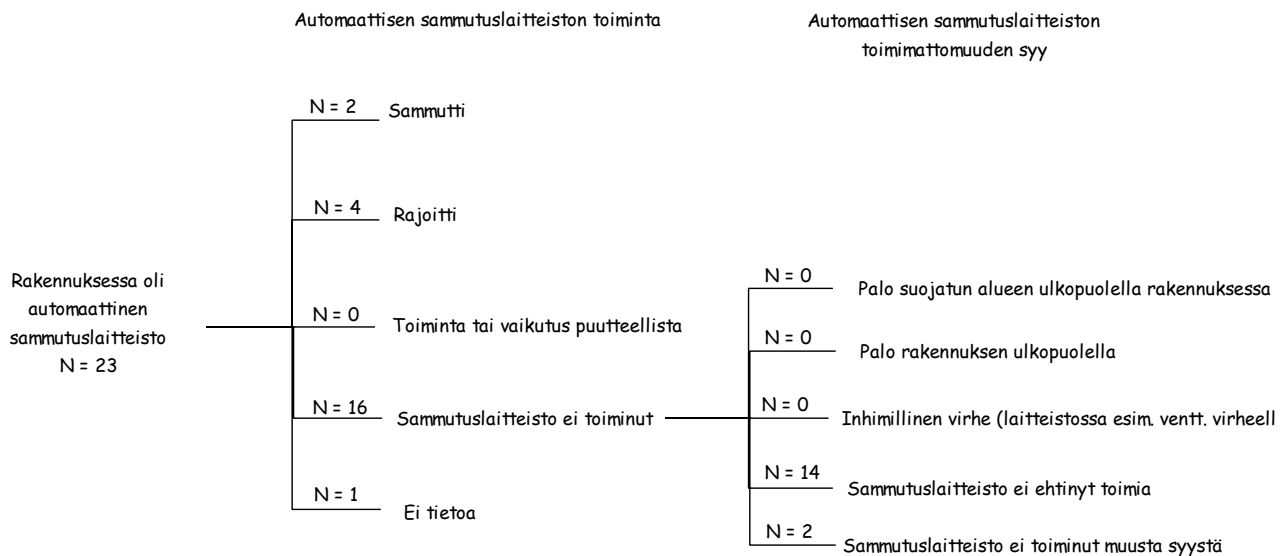 Automaattisen sammutuslaitteiston toiminta
Automaattisen sammutuslaitteiston
toimimattomuuden syy
N = 2 Sammutti
N = 4 Rajoitti
Rakennuksessa oli
automaattinen
sammutuslaitteisto
N = 23
N = 0 Toiminta tai vaikutus puutteellista
N = 16 Sammutuslaitteisto ei toiminut
N = 1 Ei tietoa
N = 0 Palo suojatun alueen ulkopuolella rakennuksessa
N = 0 Palo rakennuksen ulkopuolella
N = 0 Inhimillinen virhe (laitteistossa esim. ventt. virheell
N = 14 Sammutuslaitteisto ei ehtinyt toimia
N = 2 Sammutuslaitteisto ei toiminut muusta syystä